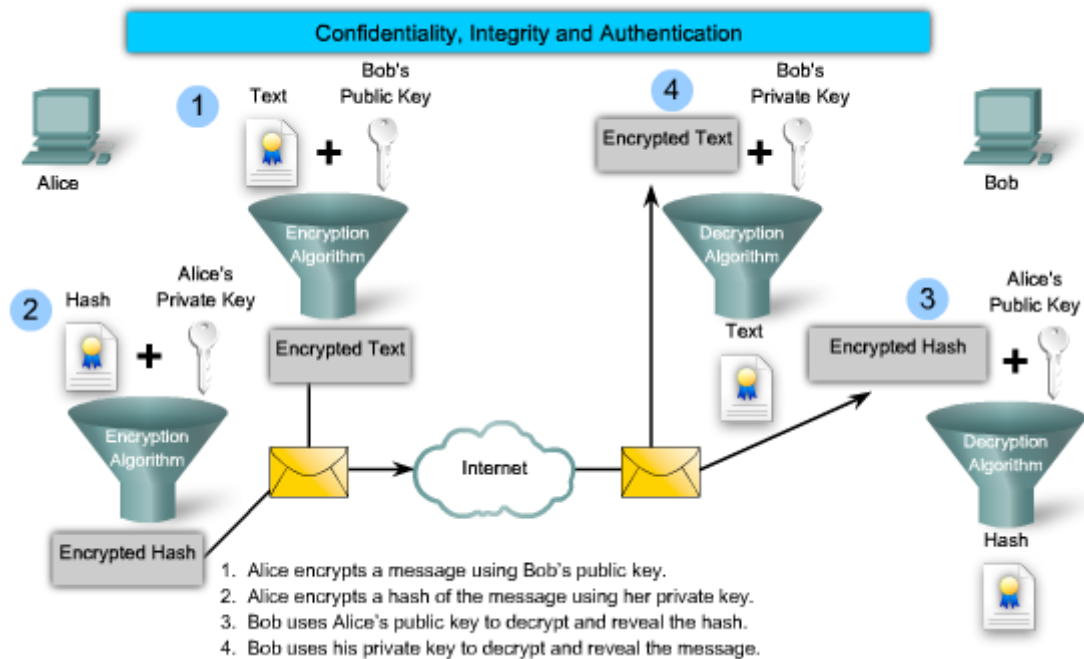 Confidentiality, Integrity and Authentication
1
Text
Bob's
Public Key
Alice
Encryption
Algorithm
Encrypted Text
2
Hash
Alice's
Private Key
Encryption
Algorithm
Encrypted Hash
Internet
4
Bob's
Private Key
Encrypted Text
Bob
Decryption
Algorithm
Text
3
Alice's
Public Key
Encrypted Hash
Decryption
Algorithm
Hash
1. Alice encrypts a message using Bob's public key.
2. Alice encrypts a hash of the message using her private key.
3. Bob uses Alice's public key to decrypt and reveal the hash.
4. Bob uses his private key to decrypt and reveal the message.